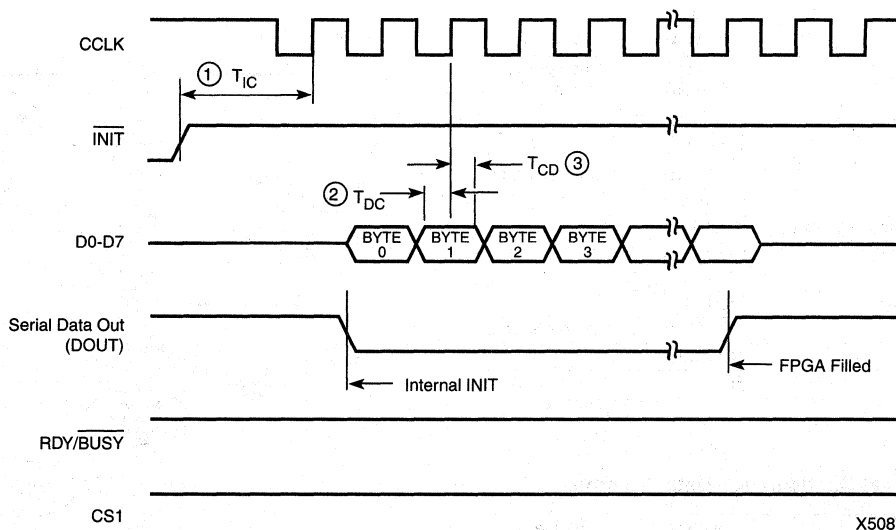 CCLK
① T_IC
INIT
T_CD ③
② T_DC
D0-D7
BYTE 0
BYTE 1
BYTE 2
BYTE 3
Serial Data Out
(DOUT)
FPGA Filled
Internal INIT
RDY/BUSY
CS1
X508